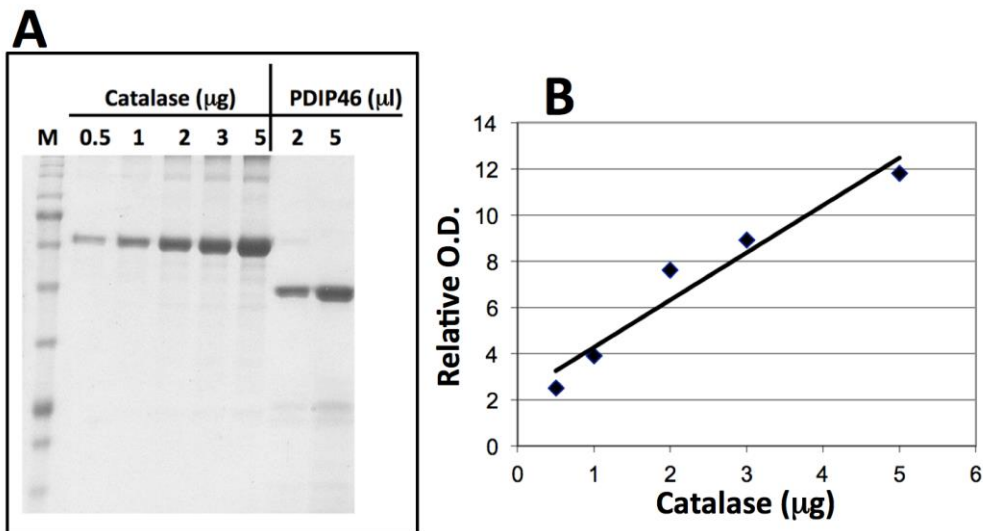 A
Catalase (μg) PDIP46 (μl)
M 0.5 1 2 3 5 2 5
B
14
12
10
8
6
4
2
0
0 1 2 3 4 5 6
Relative O.D.
Catalase (μg)